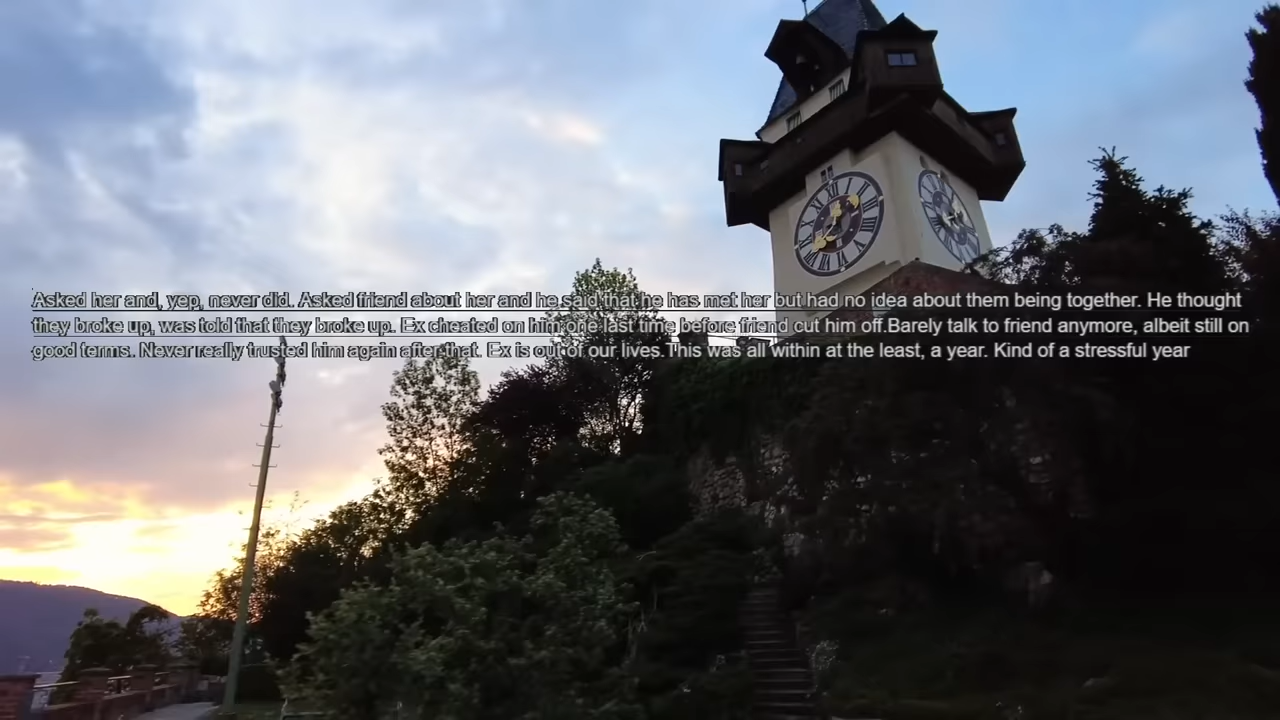 Asked her and, yep, never did. Asked friend about her and he said that he has met her but had no idea about them being together. He thought
they broke up, was told that they broke up. Ex cheated on him one last time before friend cut him off.Barely talk to friend anymore, albeit still on
good terms. Never really trusted him again after that. Ex is out of our lives.This was all within at the least, a year. Kind of a stressful year